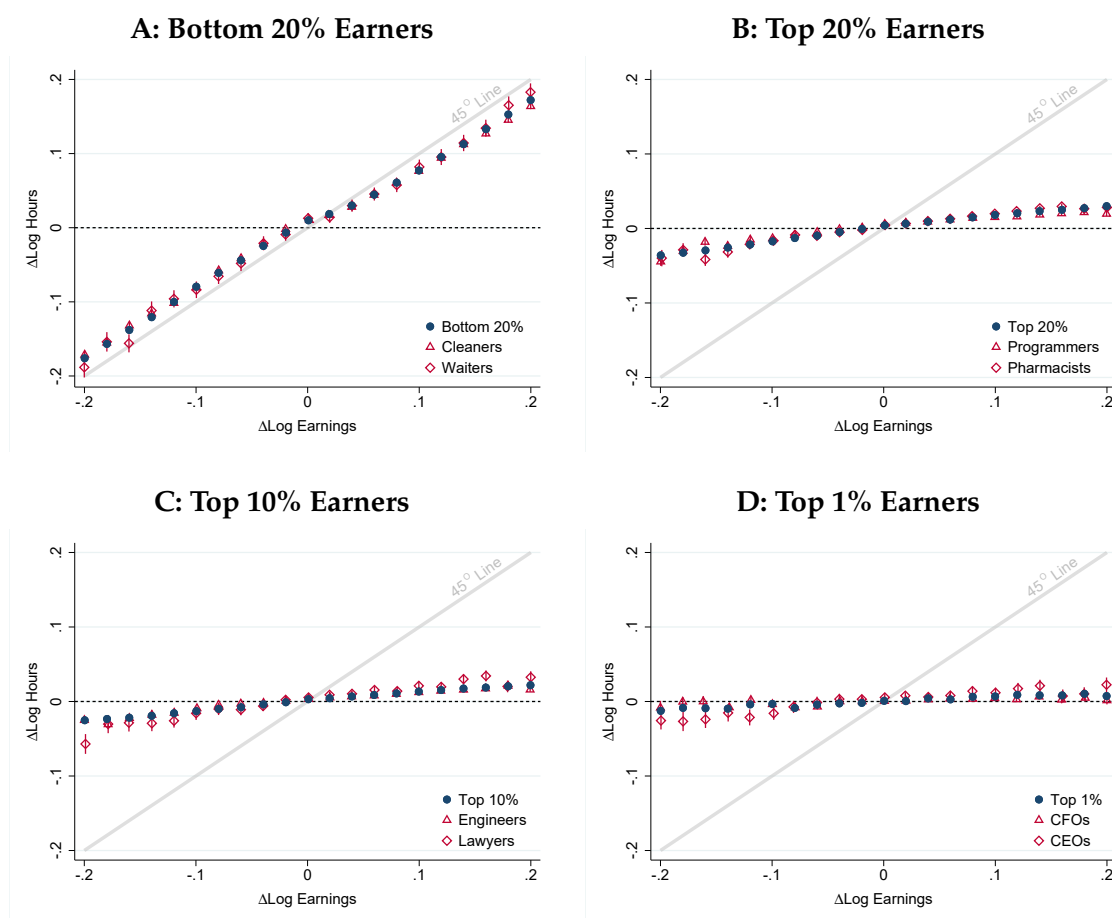 A: Bottom 20% Earners
.2
.1
0
-.1
-.2
ΔLog Hours
45° Line
Bottom 20%
Cleaners
Waiters
-.2 -.1 0 .1 .2
ΔLog Earnings
B: Top 20% Earners
.2
.1
0
-.1
-.2
ΔLog Hours
45° Line
Top 20%
Programmers
Pharmacists
-.2 -.1 0 .1 .2
ΔLog Earnings
C: Top 10% Earners
.2
.1
0
-.1
-.2
ΔLog Hours
45° Line
Top 10%
Engineers
Lawyers
-.2 -.1 0 .1 .2
ΔLog Earnings
D: Top 1% Earners
.2
.1
0
-.1
-.2
ΔLog Hours
45° Line
Top 1%
CFOs
CEOs
-.2 -.1 0 .1 .2
ΔLog Earnings